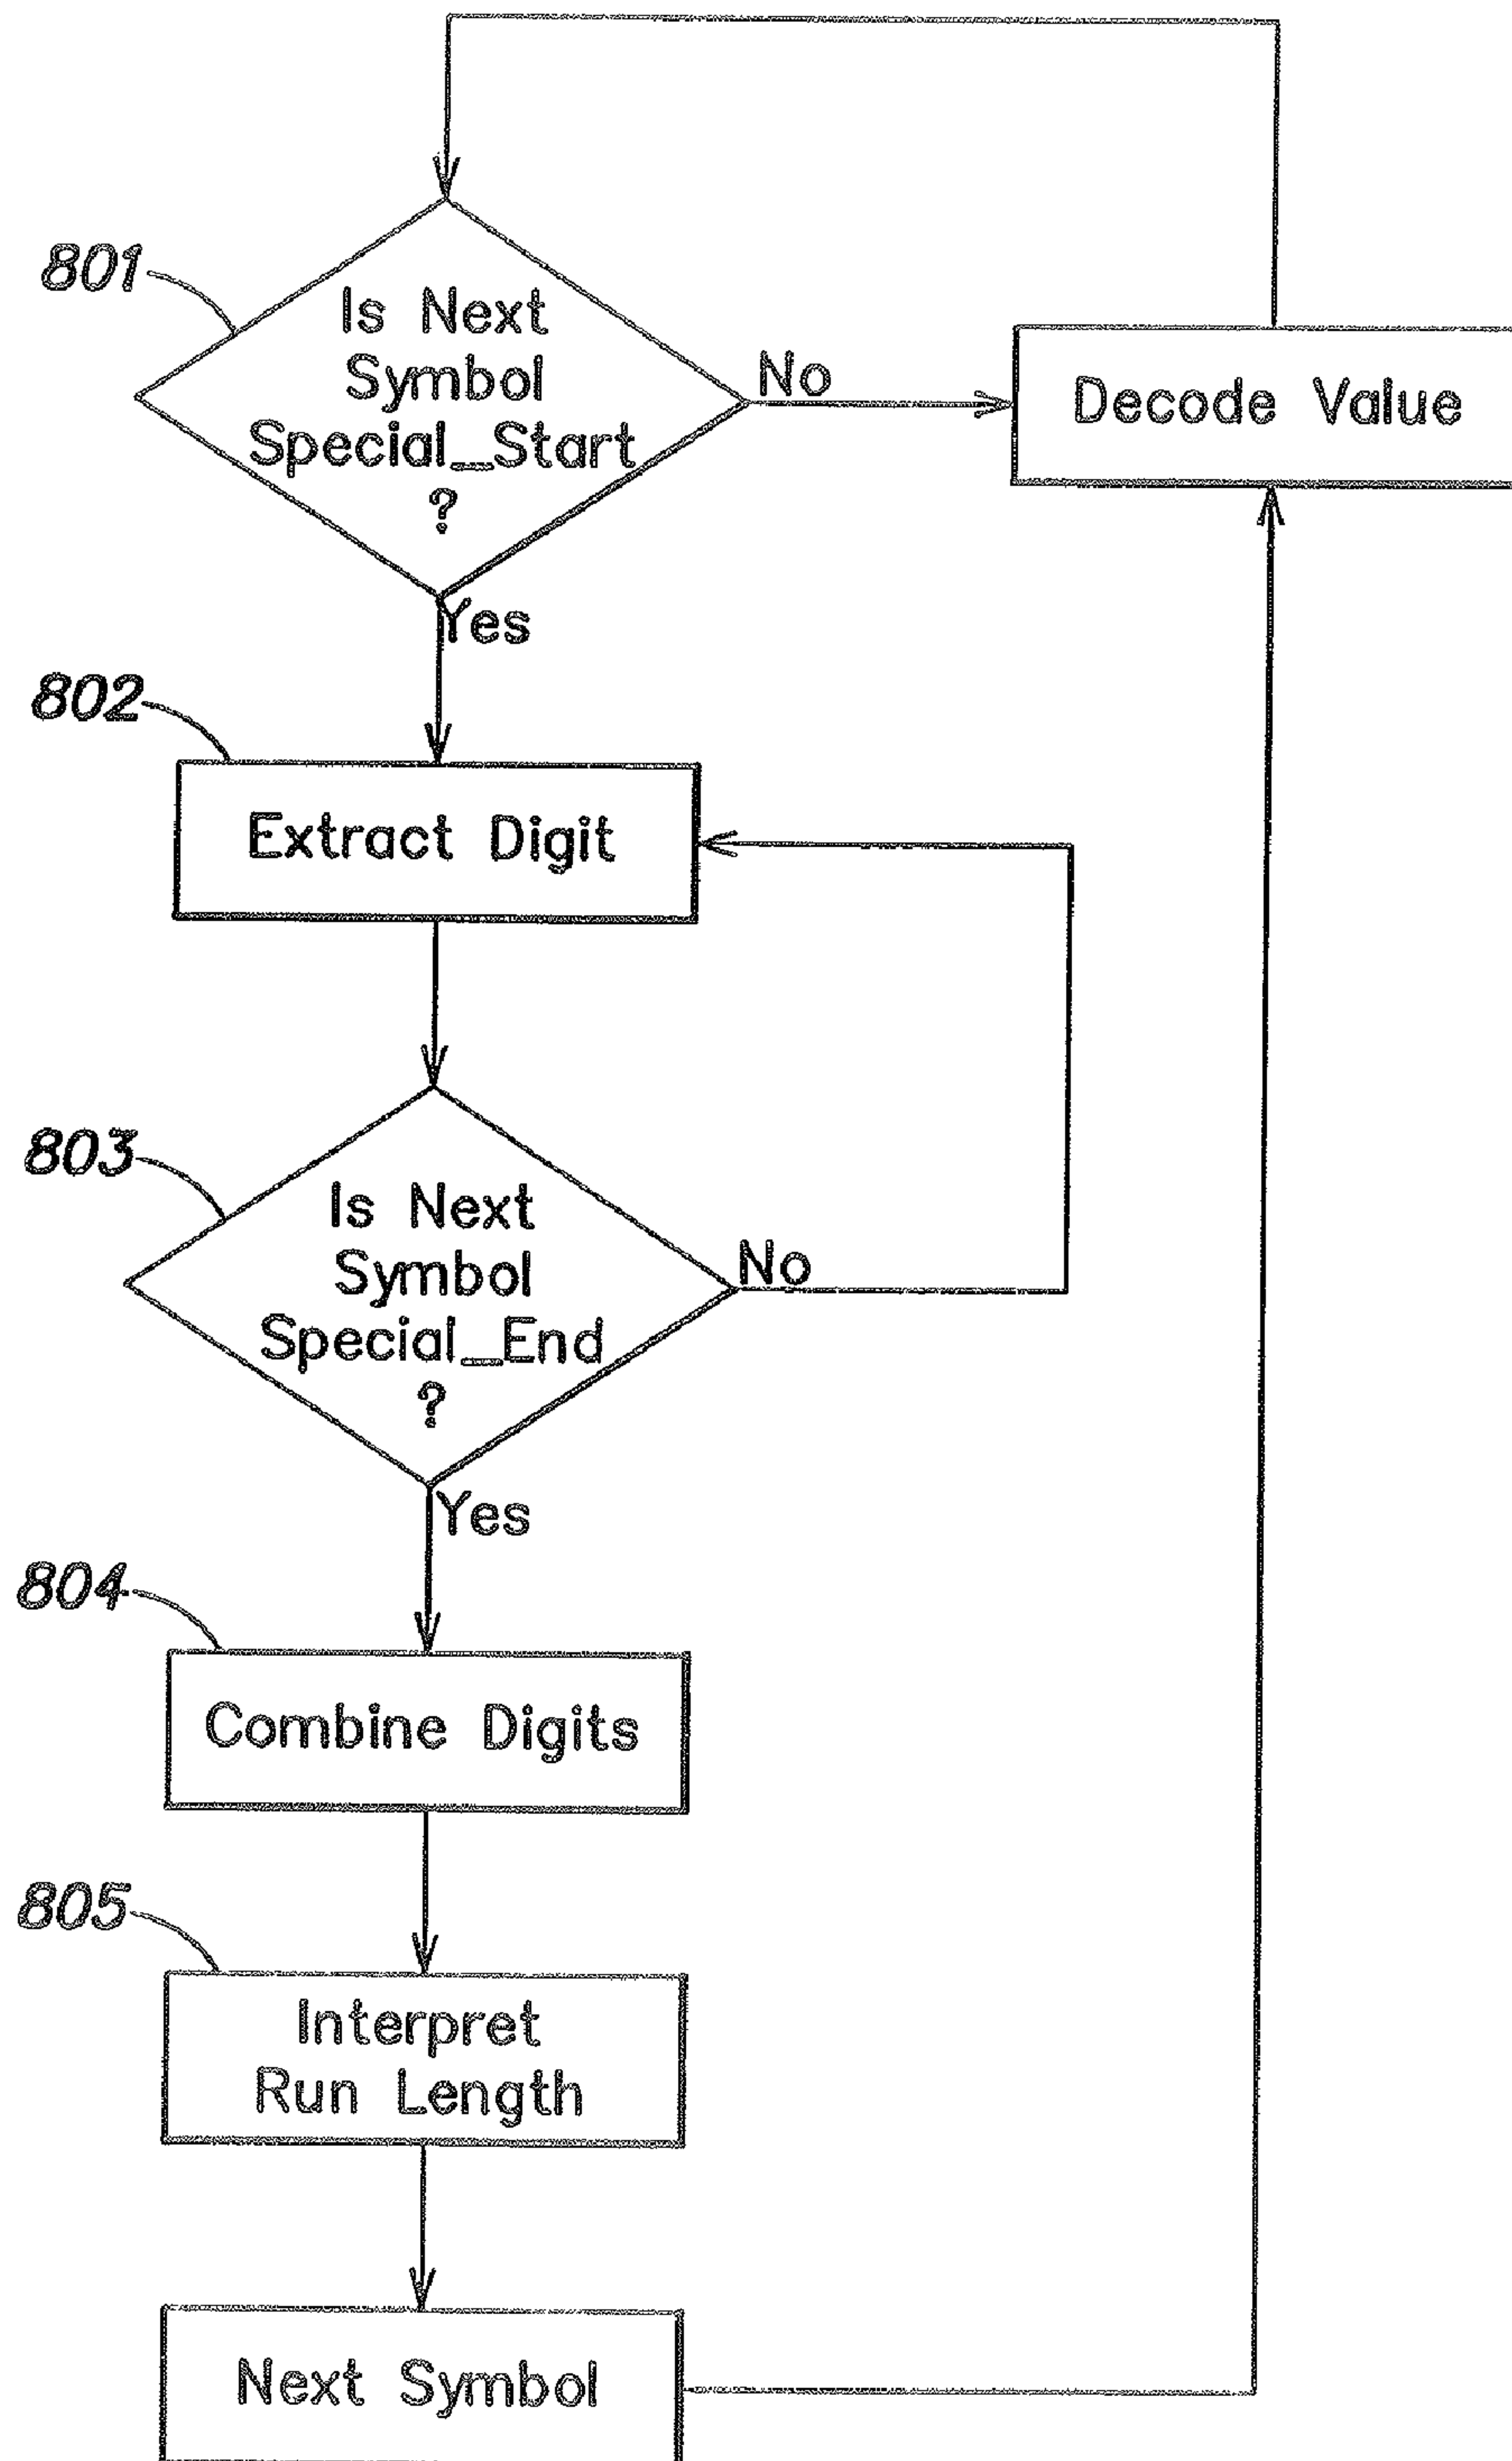 801
Is Next
Symbol
Special_Start
?
No
Decode Value
Yes
802
Extract Digit
803
Is Next
Symbol
Special_End
?
No
Yes
804
Combine Digits
805
Interpret
Run Length
Next Symbol